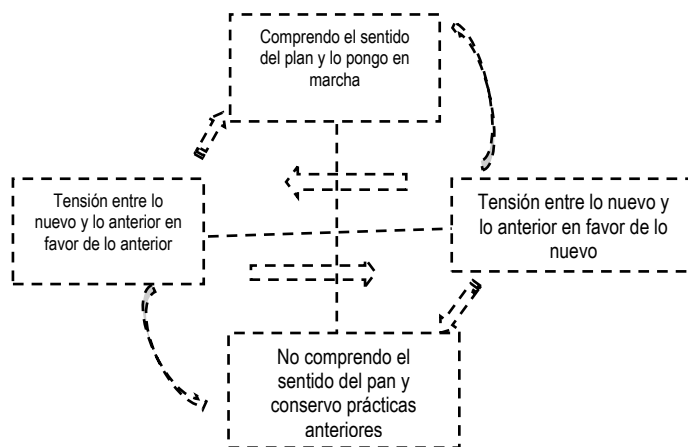 Comprendo el sentido
del plan y lo pongo en
marcha
Tensión entre lo
nuevo y lo anterior en
favor de lo anterior
Tensión entre lo nuevo y
lo anterior en favor de lo
nuevo
No comprendo el
sentido del pan y
conservo prácticas
anteriores